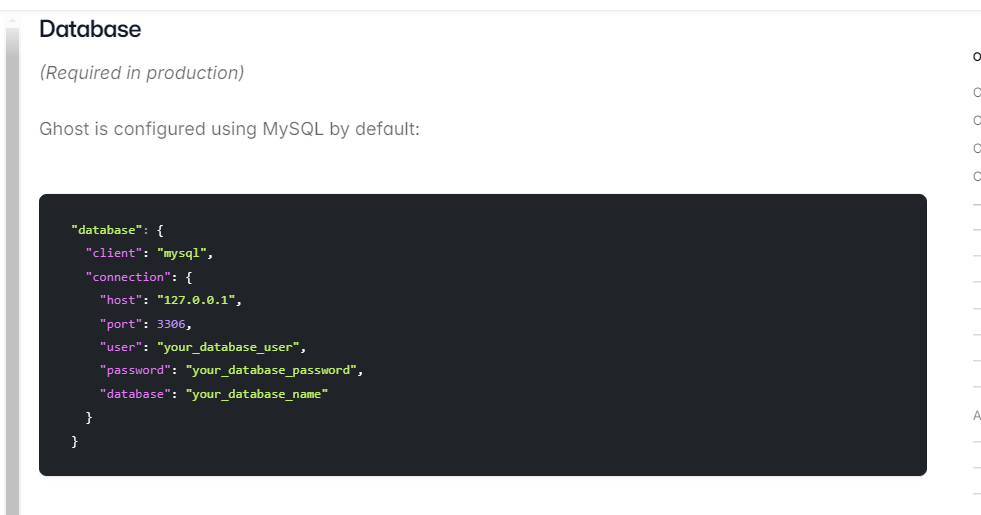 Database
(Required in production)
Ghost is configured using MySQL by default:
"database": {
  "client": "mysql",
  "connection": {
    "host": "127.0.0.1",
    "port": 3306,
    "user": "your_database_user",
    "password": "your_database_password",
    "database": "your_database_name"
  }
}